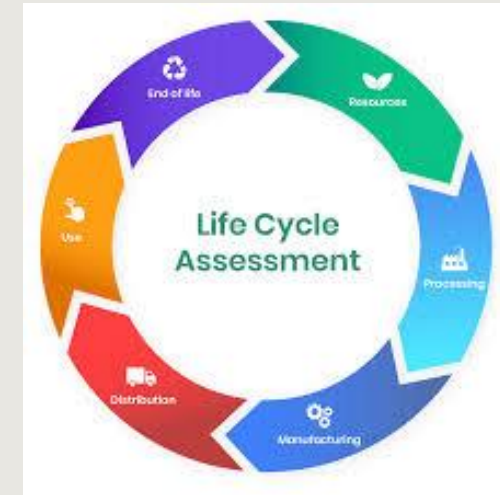 Life Cycle
Assessment
Resources
Processing
Manufacturing
Distribution
Use
End of life